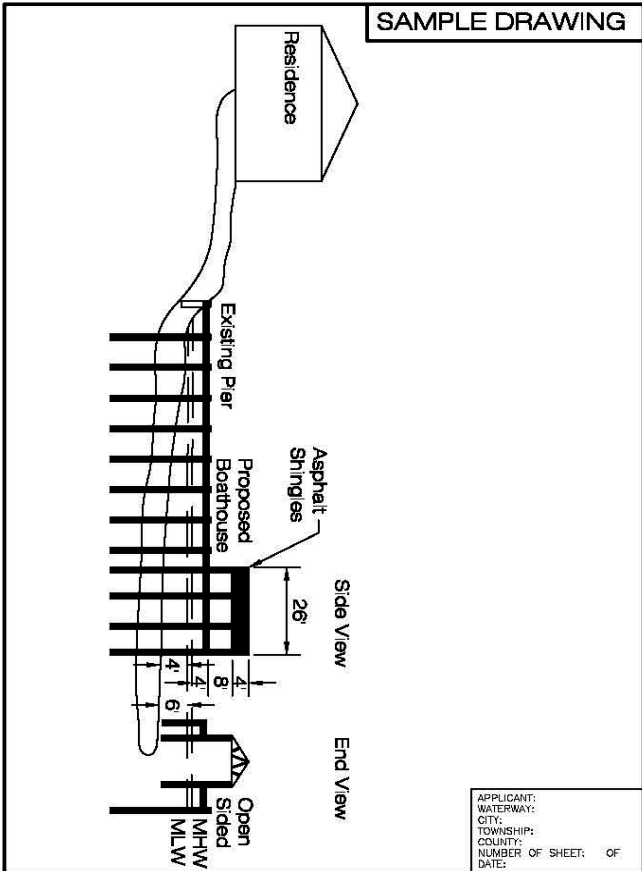 SAMPLE DRAWING
Residence
Existing Pier
Proposed
Boathouse
Asphalt
Shingles
Side View
26'
4'
4'
8'
4'
6'
End View
Open
Sided
MHW
MLW
APPLICANT:
WATERWAY:
CITY:
TOWNSHIP:
COUNTY:
NUMBER OF SHEET: OF
DATE: